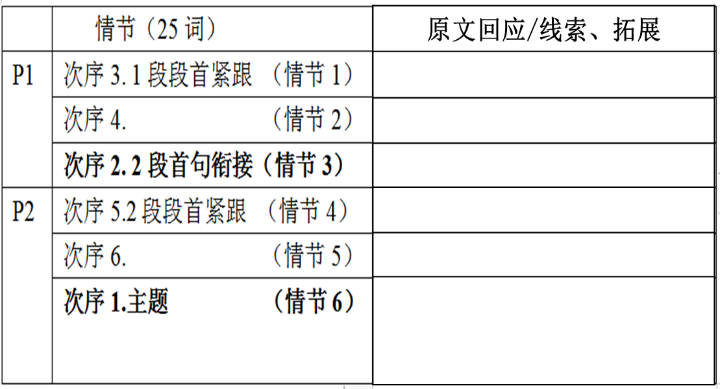 情节（25 词） 原文回应/线索、拓展
P1 次序 3. 1 段段首紧跟 （情节 1）
次序 4. （情节 2）
次序 2. 2 段首句衔接（情节 3）
P2 次序 5.2 段段首紧跟 （情节 4）
次序 6. （情节 5）
次序 1.主题 （情节 6）